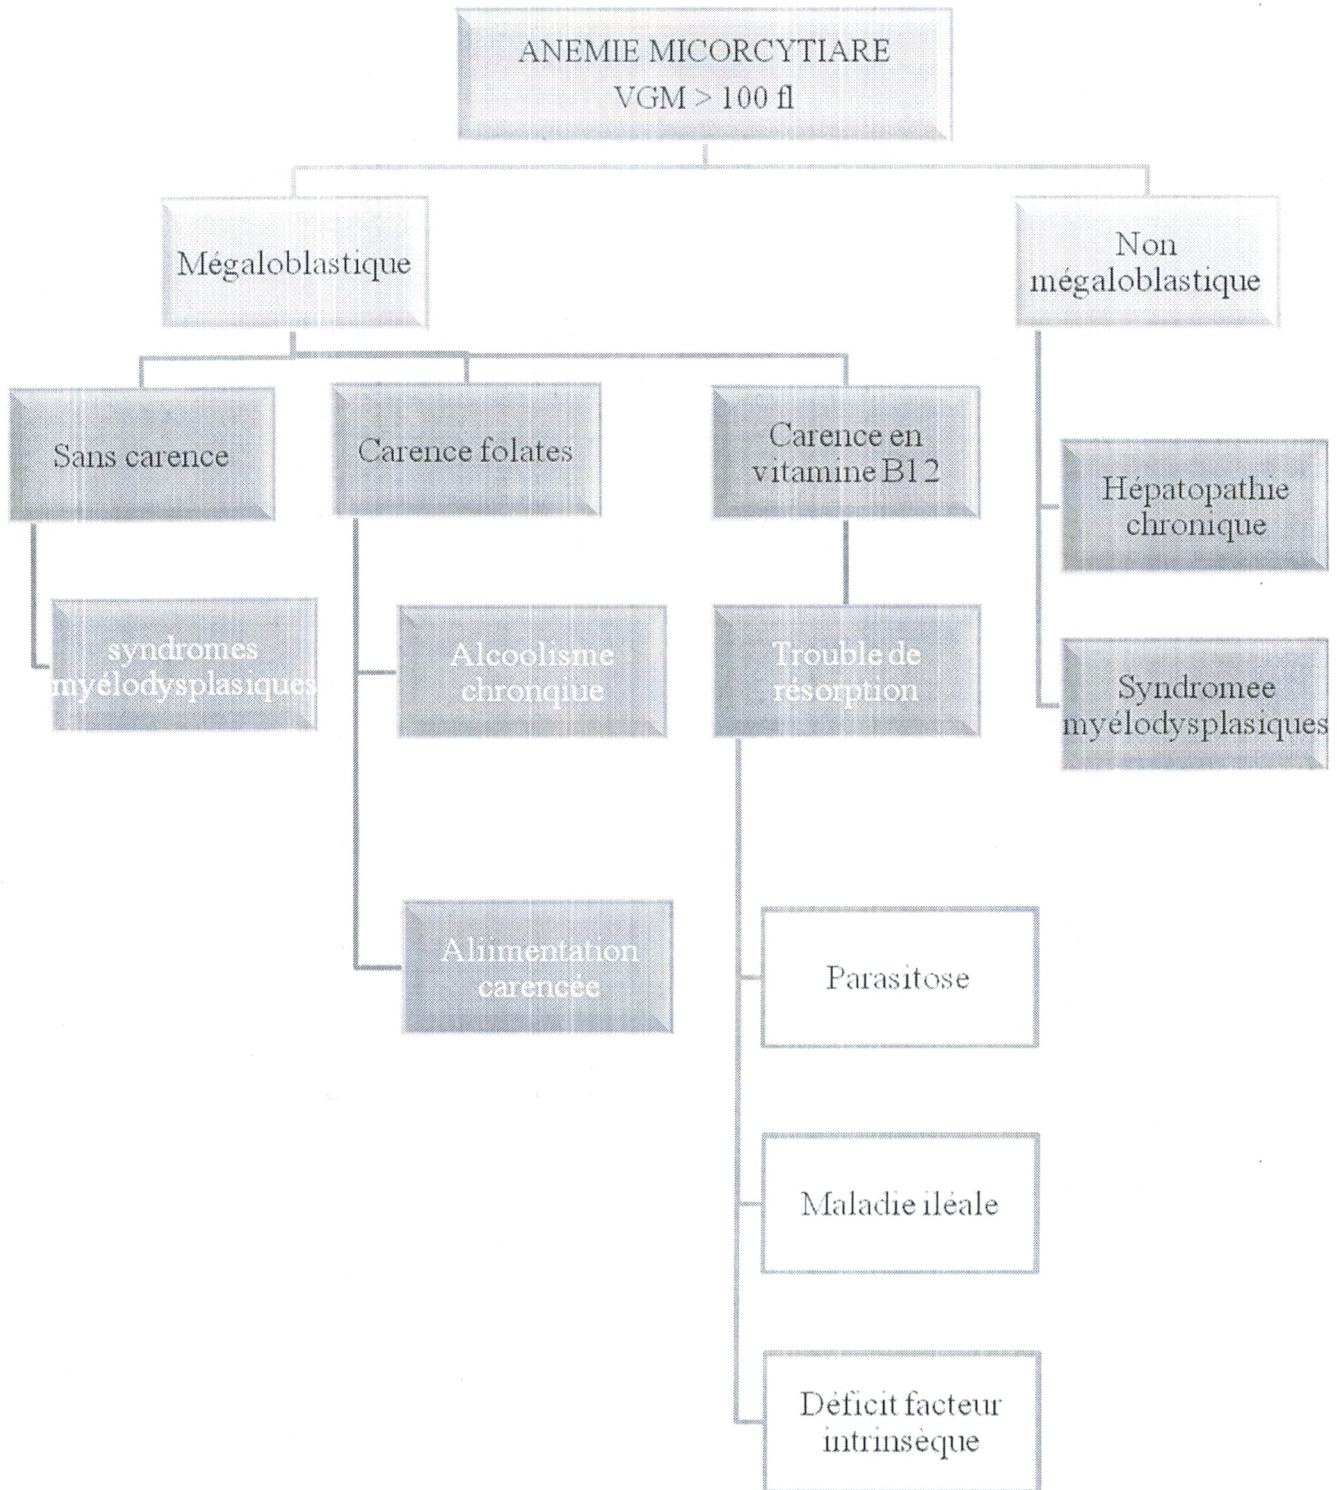 ANEMIE MICORCYTIARE
VGM > 100 fl
Mégaloblastique
Non
mégaloblastique
Sans carence
Carence folates
Carence en
vitamine B12
Hépatopathie
chronique
syndromes
myélodysplasiques
Alcoolisme
chronqiue
Trouble de
résorption
Syndromee
myélodysplasiques
Aliimentation
carencée
Parasitose
Maladie iléale
Déficit facteur
intrinsèque